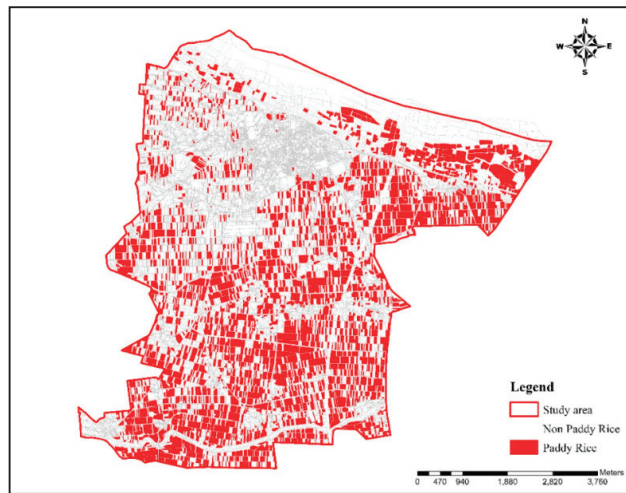 N
W E
S
Legend
Study area
Non Paddy Rice
Paddy Rice
Meters
0 470 940 1,880 2,820 3,760